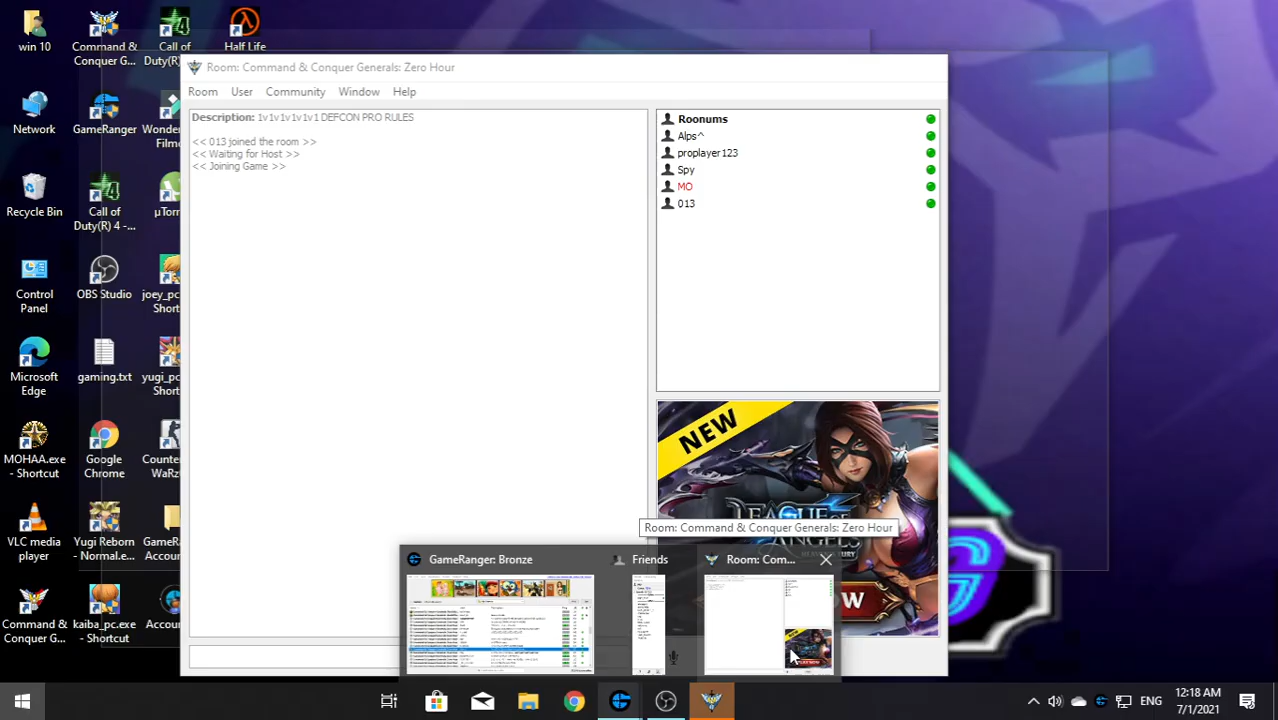 win 10
Command & Conquer G...
Call of Duty(R)
Half Life
Room: Command & Conquer Generals: Zero Hour
Room User Community Window Help
Description: 1v1v1v1v1v1 DEFCON PRO RULES
<< 013 joined the room >>
<< Waiting for Host >>
<< Joining Game >>
Roonums
Alps^
proplayer123
Spy
MO
013
Network
GameRanger
Wonder
Filmo
Recycle Bin
Call of Duty(R) 4 -...
µTorr
Control Panel
OBS Studio
joey_pc
Short
Microsoft Edge
gaming.txt
yugi_pc
Short
MOHAA.exe - Shortcut
Google Chrome
Counte
WaRz
VLC media player
Yugi Reborn - Normal.e...
GameRa
Account
Command & Conquer G...
kaiba_pc...
Shortcut
Accou
NEW
LEAGUE OF ANGELS
Room: Command & Conquer Generals: Zero Hour
GameRanger: Bronze
Friends
Room: Com...
ENG
12:18 AM
7/1/2021